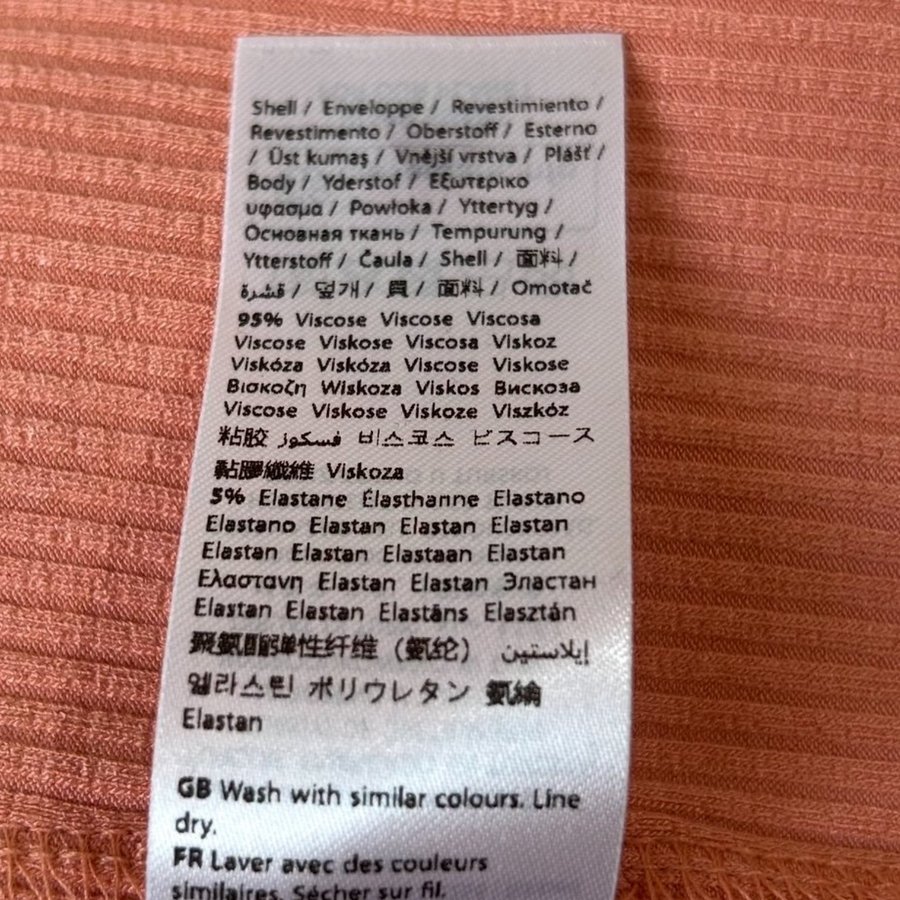 Shell / Enveloppe / Revestimiento /
Revestimento / Oberstoff / Esterno
/ Üst kumaş / Vnější vrstva / Plášť /
Body / Yderstof / Εξωτερικο
υφασμα / Powłoka / Yttertyg /
Основная ткань / Tempurung /
Ytterstoff / Čaula / Shell / 面料 /
قشرة / 덮개 / 貝 / 面料 / Omotač
95% Viscose Viscose Viscosa
Viscose Viskose Viscosa Viskoz
Viskóza Viskóza Viscose Viskose
Βισκοζη Wiskoza Viskos Вискоза
Viscose Viskose Viskoze Viszkóz
粘胶 فسكوز 비스코스 ビスコース
黏膠纖維 Viskoza
5% Elastane Élasthanne Elastano
Elastano Elastan Elastan Elastan
Elastan Elastan Elastaan Elastan
Ελαστανη Elastan Elastan Эластан
Elastan Elastan Elastāns Elasztán
聚氨酯弹性纤维（氨纶） إيلاستين
엘라스틴 ポリウレタン 氨綸
Elastan
GB Wash with similar colours. Line
dry.
FR Laver avec des couleurs
similaires. Sécher sur fil.